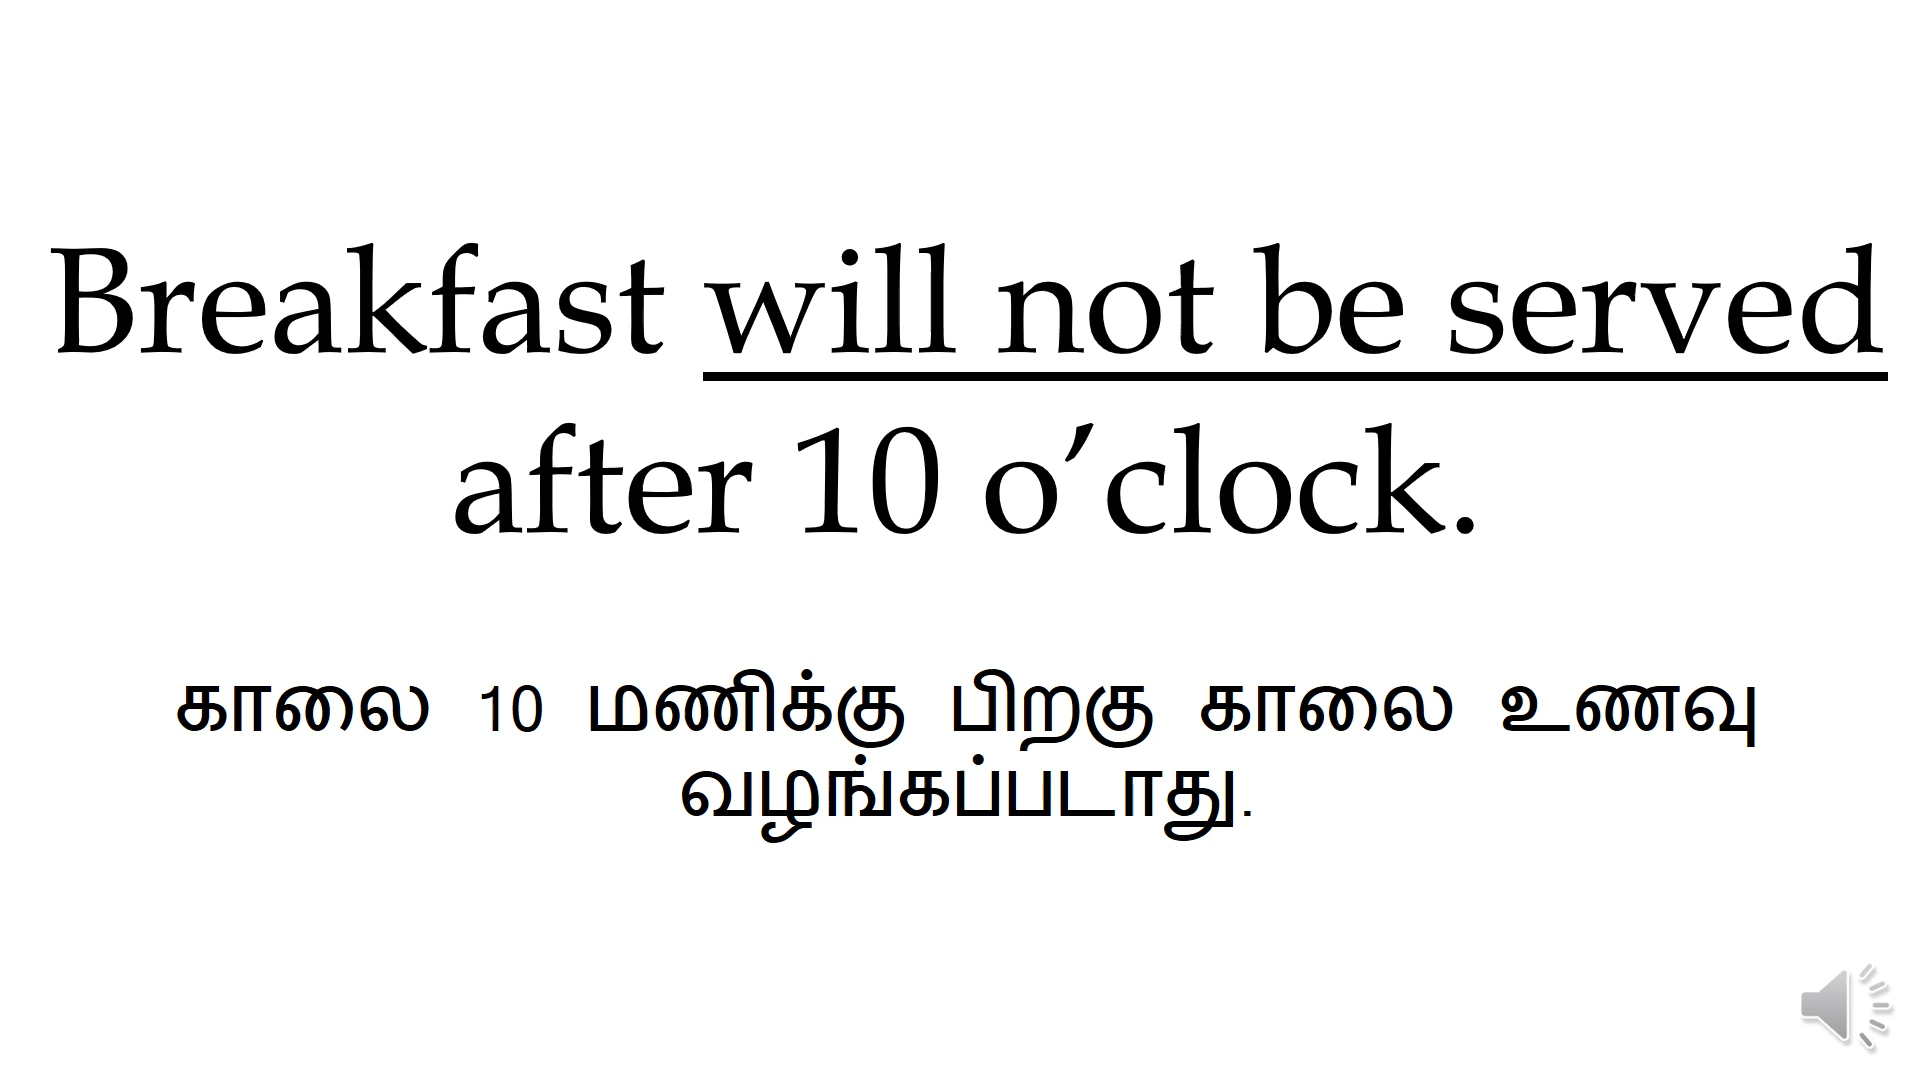 Breakfast will not be served
after 10 o’clock.
காலை 10 மணிக்கு பிறகு காலை உணவு
வழங்கப்படாது.